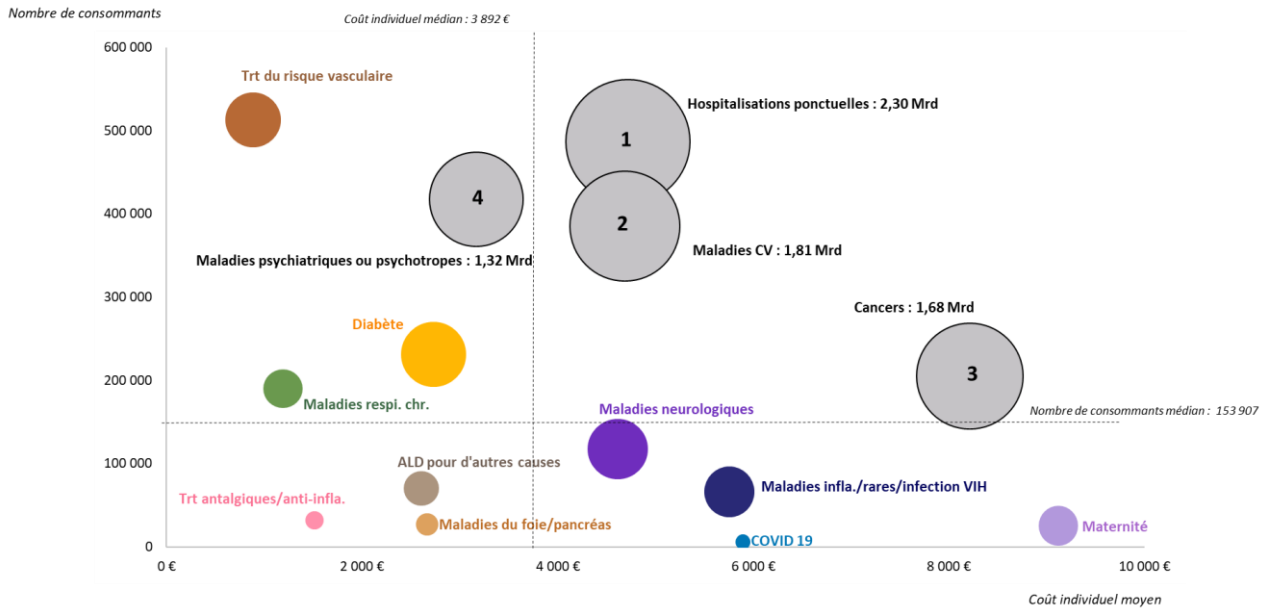 Nombre de consommants
Coût individuel médian : 3 892 €
600 000
Trt du risque vasculaire
Hospitalisations ponctuelles : 2,30 Mrd
500 000
1
400 000
4
2
Maladies psychiatriques ou psychotropes : 1,32 Mrd
Maladies CV : 1,81 Mrd
300 000
Cancers : 1,68 Mrd
Diabète
200 000
3
Maladies respi. chr.
Maladies neurologiques
Nombre de consommants médian : 153 907
100 000
ALD pour d'autres causes
Maladies infla./rares/infection VIH
Trt antalgiques/anti-infla.
Maladies du foie/pancréas
Maternité
COVID 19
0
0 €
2 000 €
4 000 €
6 000 €
8 000 €
10 000 €
Coût individuel moyen